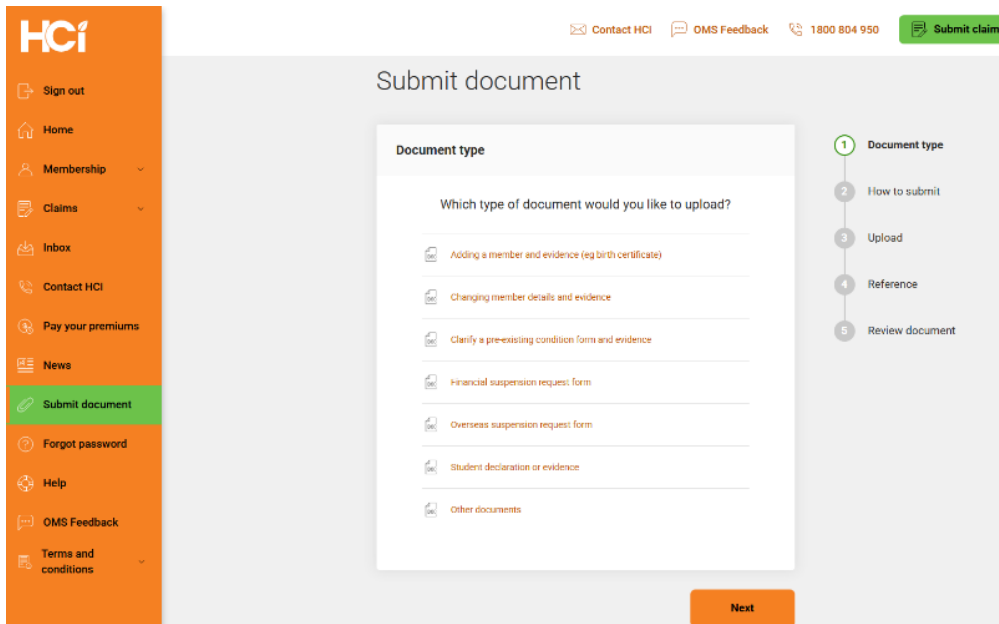 HCi
Contact HCI
OMS Feedback
1800 804 950
Submit claim
Sign out
Home
Membership
Claims
Inbox
Contact HCI
Pay your premiums
News
Submit document
Forgot password
Help
OMS Feedback
Terms and
conditions
Submit document
Document type
Which type of document would you like to upload?
Adding a member and evidence (eg birth certificate)
Changing member details and evidence
Clarify a pre-existing condition form and evidence
Financial suspension request form
Overseas suspension request form
Student declaration or evidence
Other documents
Next
1 Document type
2 How to submit
3 Upload
4 Reference
5 Review document